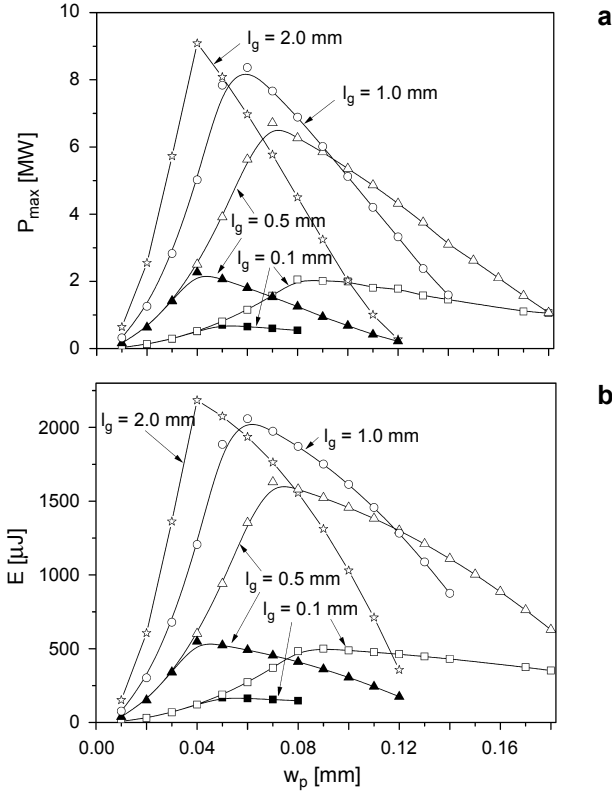 a
10
8
6
4
2
0
P_max [MW]
l_g = 2.0 mm
l_g = 1.0 mm
l_g = 0.5 mm
l_g = 0.1 mm
b
2000
1500
1000
500
0
E [µJ]
l_g = 2.0 mm
l_g = 1.0 mm
l_g = 0.5 mm
l_g = 0.1 mm
0.00 0.04 0.08 0.12 0.16
w_p [mm]